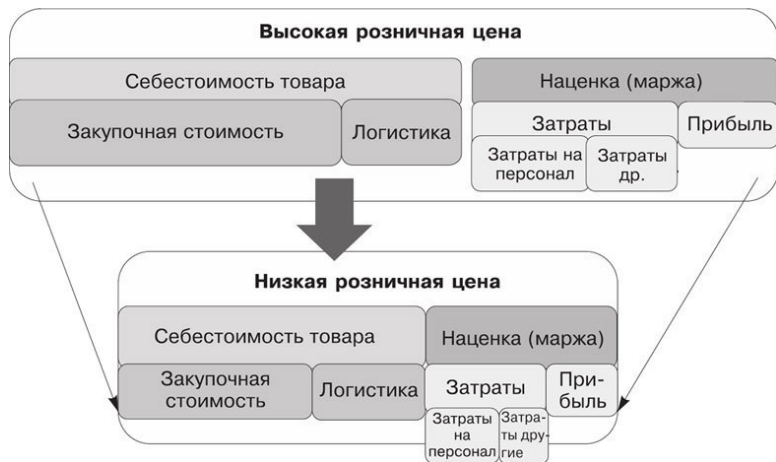 Высокая розничная цена
Себестоимость товара
Наценка (маржа)
Закупочная стоимость
Логистика
Затраты
Прибыль
Затраты на
персонал
Затраты
др.
Низкая розничная цена
Себестоимость товара
Наценка (маржа)
Закупочная
стоимость
Логистика
Затраты
При-
быль
Затраты
на
персонал
Затра-
ты дру-
гие